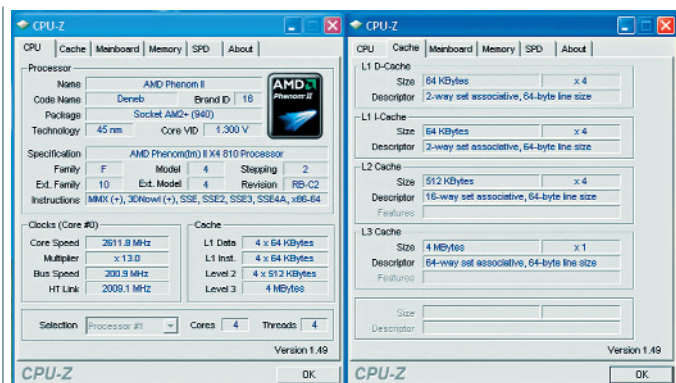 CPU-Z
CPU Cache Mainboard Memory SPD About
Processor
Name AMD Phenom II
Code Name Deneb Brand ID 16
Package Socket AM2+ (940)
Technology 45 nm Core VID 1.300 V
AMD
Phenom II
Specification AMD Phenom(tm) II X4 810 Processor
Family F Model 4 Stepping 2
Ext. Family 10 Ext. Model 4 Revision RB-C2
Instructions MMX (+), 3DNow! (+), SSE, SSE2, SSE3, SSE4A, x86-64
Clocks (Core #0)
Core Speed 2611.8 MHz
Multiplier x 13.0
Bus Speed 200.9 MHz
HT Link 2009.1 MHz
Cache
L1 Data 4 x 64 KBytes
L1 Inst. 4 x 64 KBytes
Level 2 4 x 512 KBytes
Level 3 4 MBytes
Selection Processor #1 Cores 4 Threads 4
Version 1.49
CPU-Z OK
CPU-Z
CPU Cache Mainboard Memory SPD About
L1 D-Cache
Size 64 KBytes x 4
Descriptor 2-way set associative, 64-byte line size
L1 I-Cache
Size 64 KBytes x 4
Descriptor 2-way set associative, 64-byte line size
L2 Cache
Size 512 KBytes x 4
Descriptor 16-way set associative, 64-byte line size
Features
L3 Cache
Size 4 MBytes x 1
Descriptor 64-way set associative, 64-byte line size
Features
Size
Descriptor
Version 1.49
CPU-Z OK